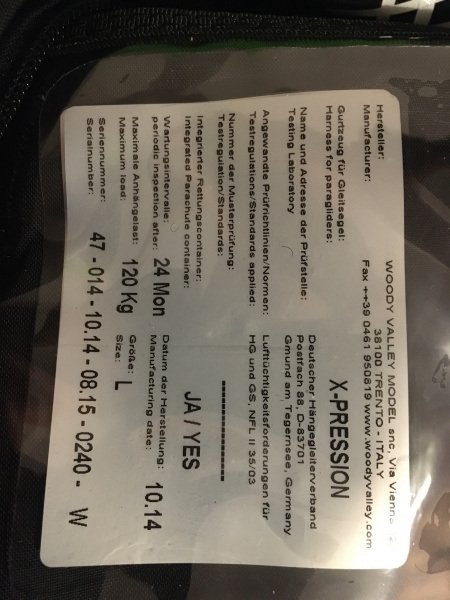 Hersteller:
Manufacturer:
WOODY VALLEY MODEL snc, Via Vienna
38100 TRENTO - ITALY
Fax ++39 0461 950819 www.woodyvalley.com
Gurtzeug für Gleitsegel:
Harness for paragliders:
X-PRESSION
Name und Adresse der Prüfstelle:
Testing Laboratory
Deutscher Hängegleiterverband
Postfach 88, D-83701
Gmund am Tegernsee, Germany
Angewandte Prüfrichtlinien/Normen:
Testregulations/Standards applied:
Lufttüchtigkeitsforderungen für
HG und GS, NFL II 35/03
Nummer der Musterprüfung:
Testregulation/Standards:
--------------------
Integrierter Rettungscontainer:
Integrated Parachute container:
JA / YES
Wartungsintervalle:
periodic inspection after:
24 Mon
Datum der Herstellung:
Manufacturing date:
10.14
Maximale Anhängelast:
Maximum load:
120 Kg
Größe:
Size:
L
Seriennummer:
Serialnumber:
47 - 014 - 10.14 - 08.15 - 0240 - W